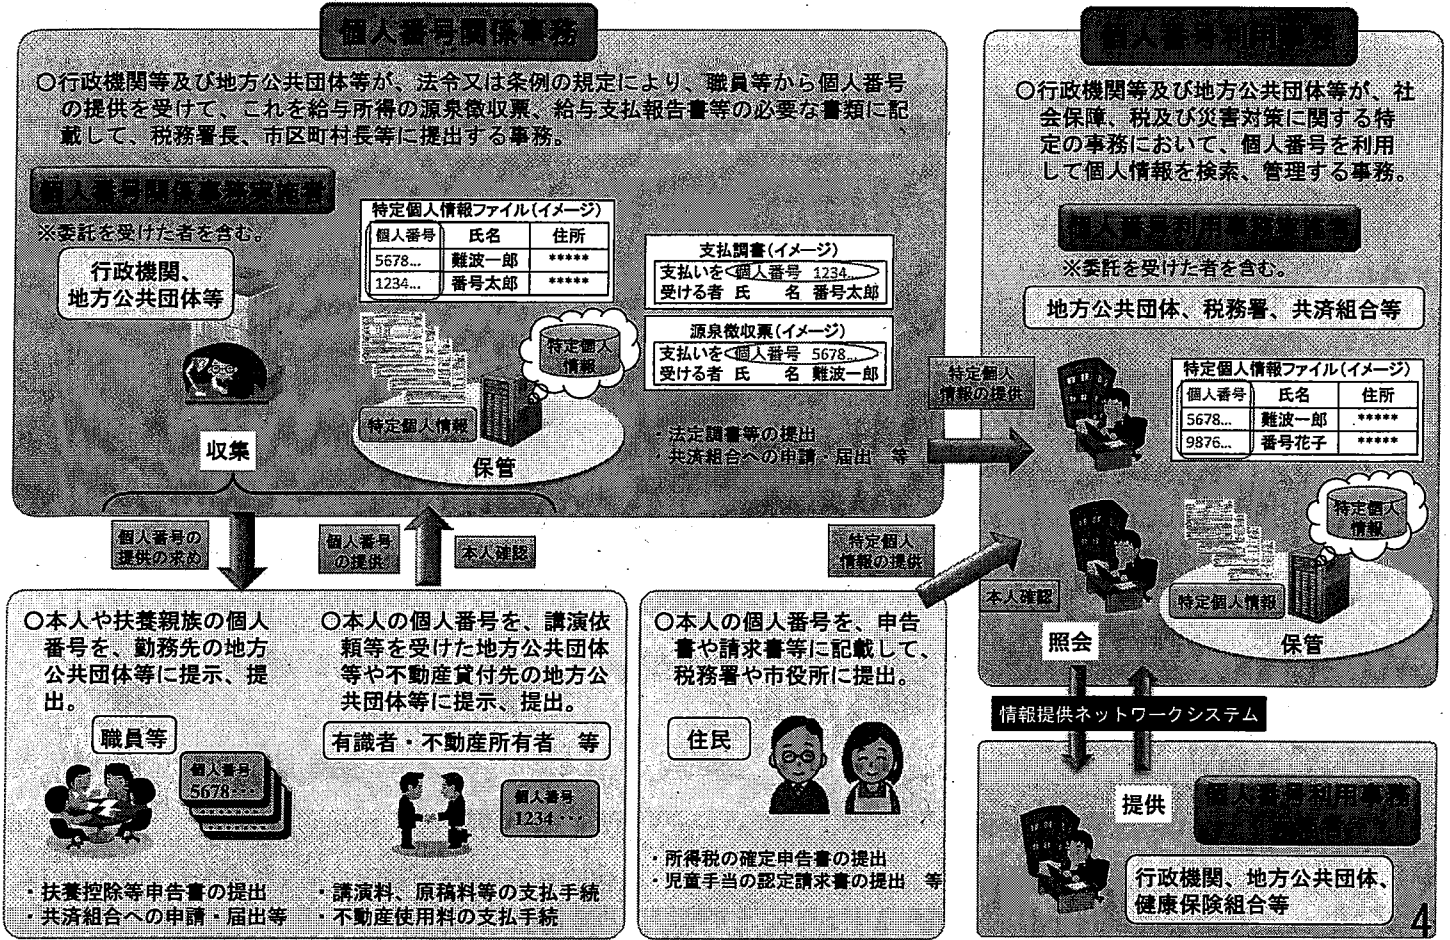 個人番号関係事務
〇行政機関等及び地方公共団体等が、法令又は条例の規定により、職員等から個人番号
の提供を受けて、これを給与所得の源泉徴収票、給与支払報告書等の必要な書類に記
載して、税務署長、市区町村長等に提出する事務。
個人番号関係事務実施者
※委託を受けた者を含む。
行政機関、
地方公共団体等
収集
特定個人情報ファイル(イメージ)
個人番号 氏名 住所
5678... 難波一郎 *****
1234... 番号太郎 *****
特定個人
情報
特定個人情報
保管
支払調書(イメージ)
支払いを 個人番号 1234...
受ける者 氏 名 番号太郎
源泉徴収票(イメージ)
支払いを 個人番号 5678...
受ける者 氏 名 難波一郎
・法定調書等の提出
・共済組合への申請・届出 等
特定個人
情報の提供
個人番号の
提供の求め
個人番号
の提供
本人確認
〇本人や扶養親族の個人
番号を、勤務先の地方
公共団体等に提示、提
出。
職員等
個人番号
5678…
・扶養控除等申告書の提出
・共済組合への申請・届出等
〇本人の個人番号を、講演依
頼等を受けた地方公共団体
等や不動産貸付先の地方公
共団体等に提示、提出。
有識者・不動産所有者 等
個人番号
1234…
・講演料、原稿料等の支払手続
・不動産使用料の支払手続
特定個人
情報の提供
本人確認
〇本人の個人番号を、申告
書や請求書等に記載して、
税務署や市役所に提出。
住民
・所得税の確定申告書の提出
・児童手当の認定請求書の提出 等
個人番号利用事務
〇行政機関等及び地方公共団体等が、社
会保障、税及び災害対策に関する特
定の事務において、個人番号を利用
して個人情報を検索、管理する事務。
個人番号利用事務実施者
※委託を受けた者を含む。
地方公共団体、税務署、共済組合等
特定個人情報ファイル(イメージ)
個人番号 氏名 住所
5678... 難波一郎 *****
9876... 番号花子 *****
特定個人
情報
特定個人情報
保管
照会
情報提供ネットワークシステム
提供
個人番号利用事務
行政機関、地方公共団体、
健康保険組合等
4